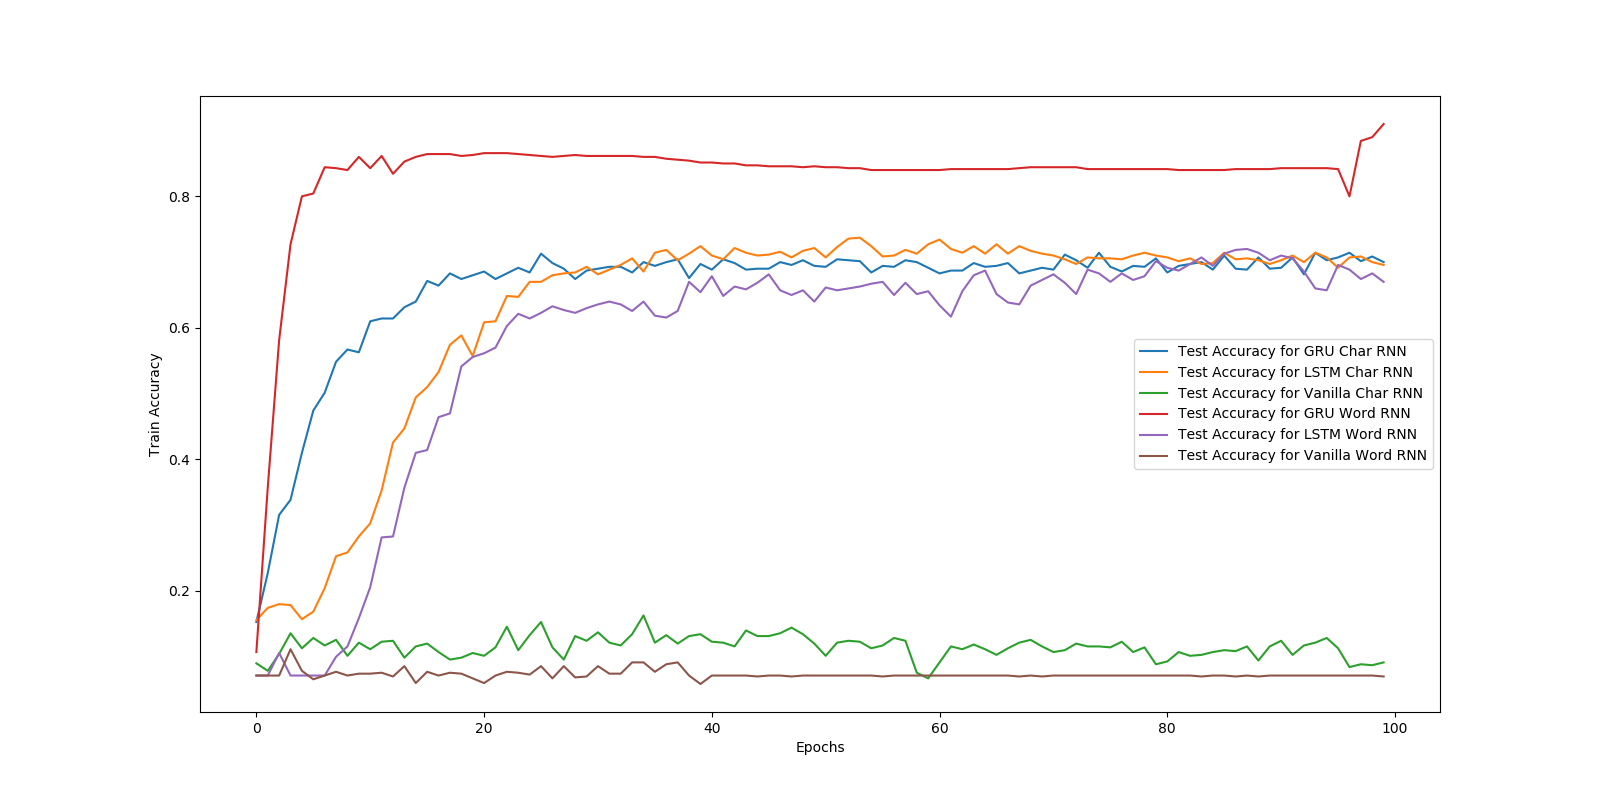 0.8
0.6
0.4
0.2
Train Accuracy
Test Accuracy for GRU Char RNN
Test Accuracy for LSTM Char RNN
Test Accuracy for Vanilla Char RNN
Test Accuracy for GRU Word RNN
Test Accuracy for LSTM Word RNN
Test Accuracy for Vanilla Word RNN
0 20 40 60 80 100
Epochs